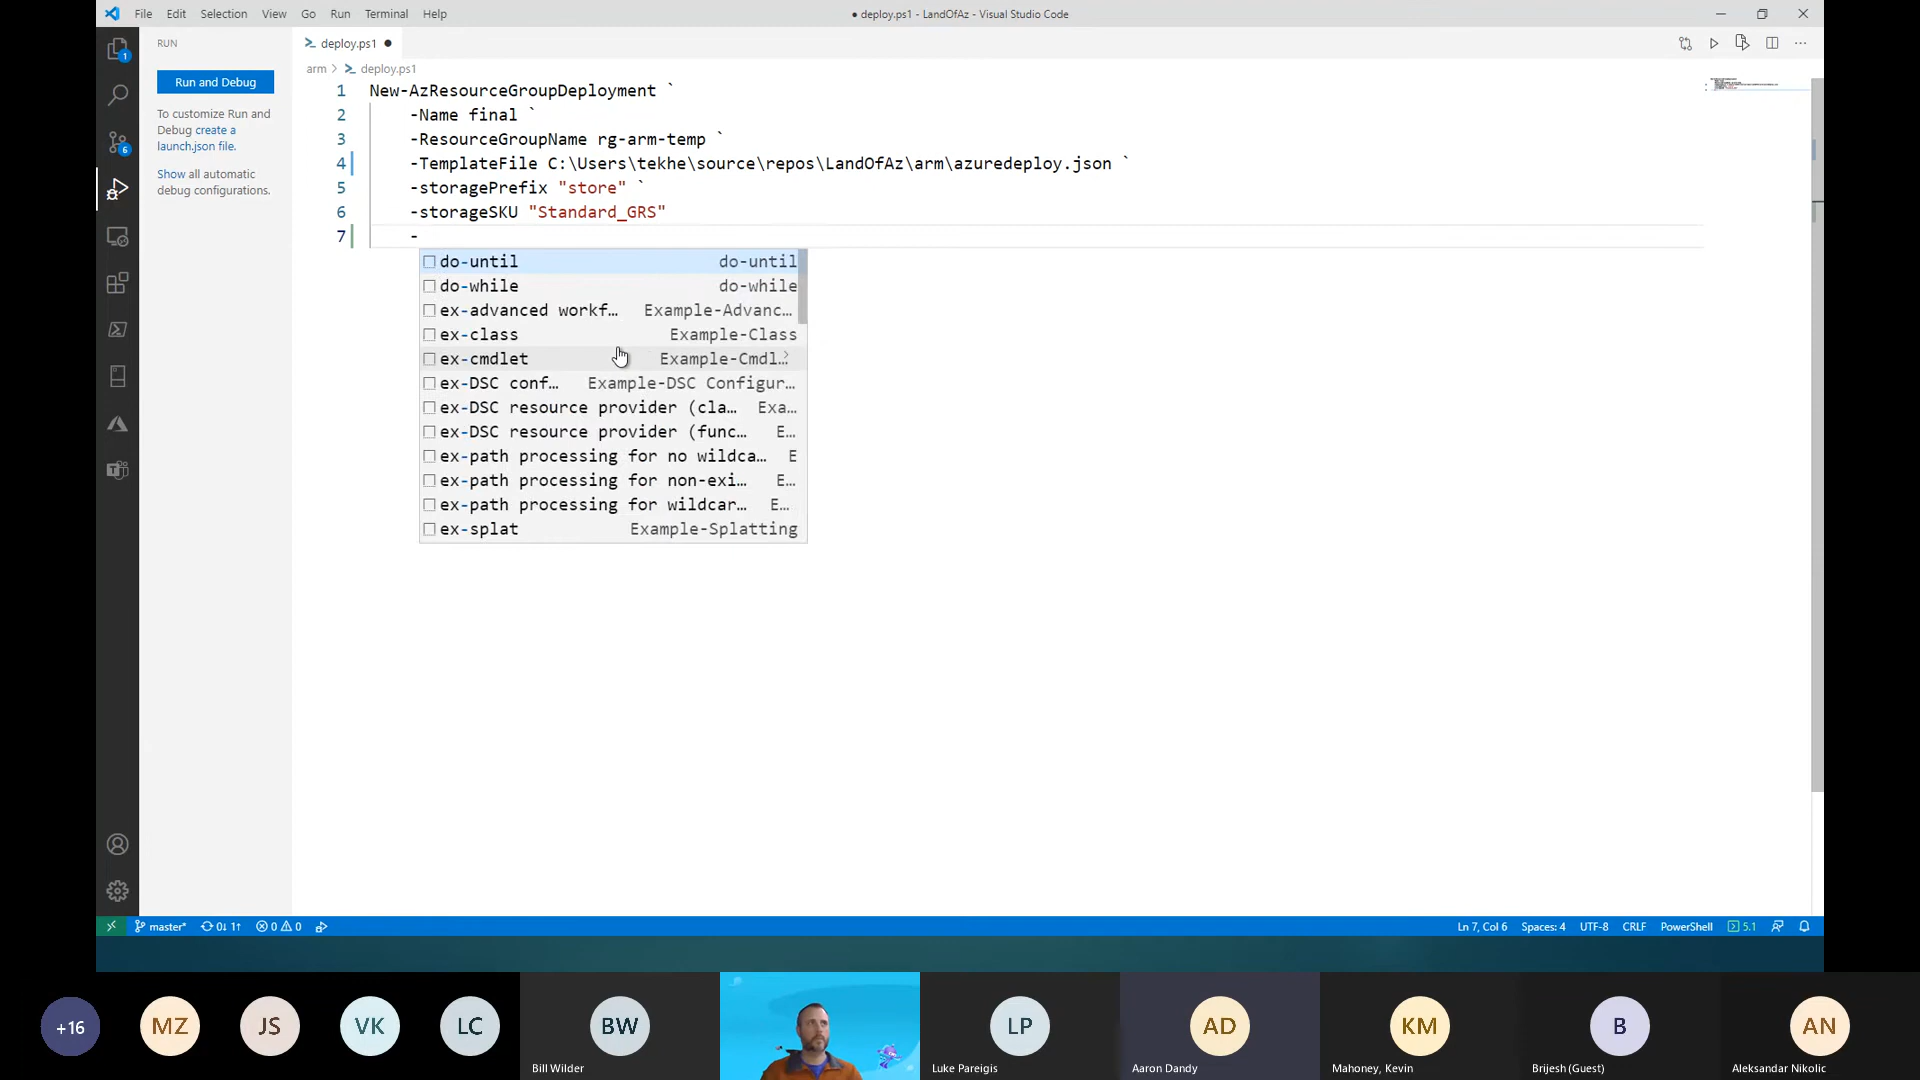 File Edit Selection View Go Run Terminal Help
● deploy.ps1 - LandOfAz - Visual Studio Code
RUN
deploy.ps1 ●
Run and Debug
To customize Run and
Debug create a
launch.json file.
Show all automatic
debug configurations.
arm > deploy.ps1
1 New-AzResourceGroupDeployment `
2 -Name final `
3 -ResourceGroupName rg-arm-temp `
4 -TemplateFile C:\Users\tekhe\source\repos\LandOfAz\arm\azuredeploy.json `
5 -storagePrefix "store" `
6 -storageSKU "Standard_GRS"
7 -
do-until do-until
do-while do-while
ex-advanced workf… Example-Advanc…
ex-class Example-Class
ex-cmdlet Example-Cmdl…
ex-DSC conf… Example-DSC Configur…
ex-DSC resource provider (cla… Exa…
ex-DSC resource provider (func… E…
ex-path processing for no wildca… E
ex-path processing for non-exi… E…
ex-path processing for wildcar… E…
ex-splat Example-Splatting
1
6
master* 0↓ 1↑ 0 0
Ln 7, Col 6 Spaces: 4 UTF-8 CRLF PowerShell 5.1
+16 MZ JS VK LC BW LP AD KM B AN
Bill Wilder Luke Pareigis Aaron Dandy Mahoney, Kevin Brijesh (Guest) Aleksandar Nikolic